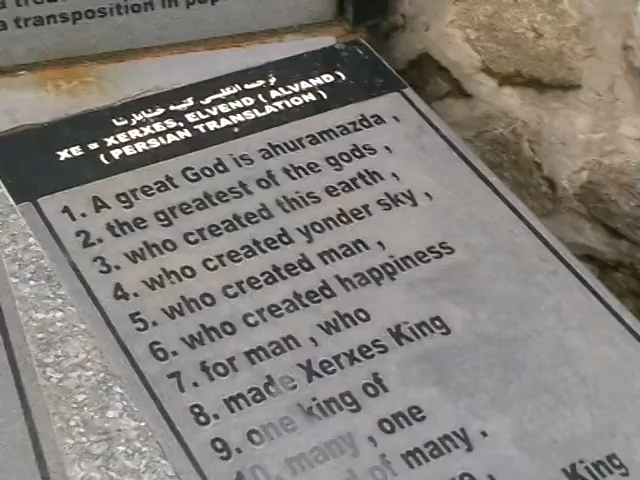 a transposition in
ترجمه انگلیسی کتیبه خشایارشا
XE = XERXES, ELVEND ( ALVAND )
( PERSIAN TRANSLATION )
1. A great God is ahuramazda ,
2. the greatest of the gods ,
3. who created this earth ,
4. who created yonder sky ,
5. who created man ,
6. who created happiness
7. for man , who
8. made Xerxes King
9. one king of
10. many , one
of many .
King